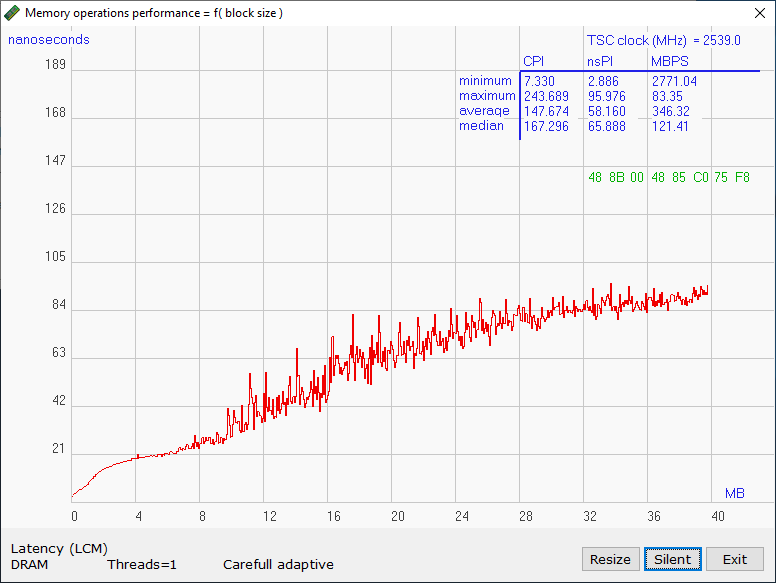 Memory operations performance = f( block size )
nanoseconds
TSC clock (MHz) = 2539.0
CPI nsPI MBPS
minimum 7.330 2.886 2771.04
maximum 243.689 95.976 83.35
average 147.674 58.160 346.32
median 167.296 65.888 121.41
48 8B 00 48 85 C0 75 F8
189
168
147
126
105
84
63
42
21
MB
0 4 8 12 16 20 24 28 32 36 40
Latency (LCM)
DRAM Threads=1 Carefull adaptive
Resize Silent Exit